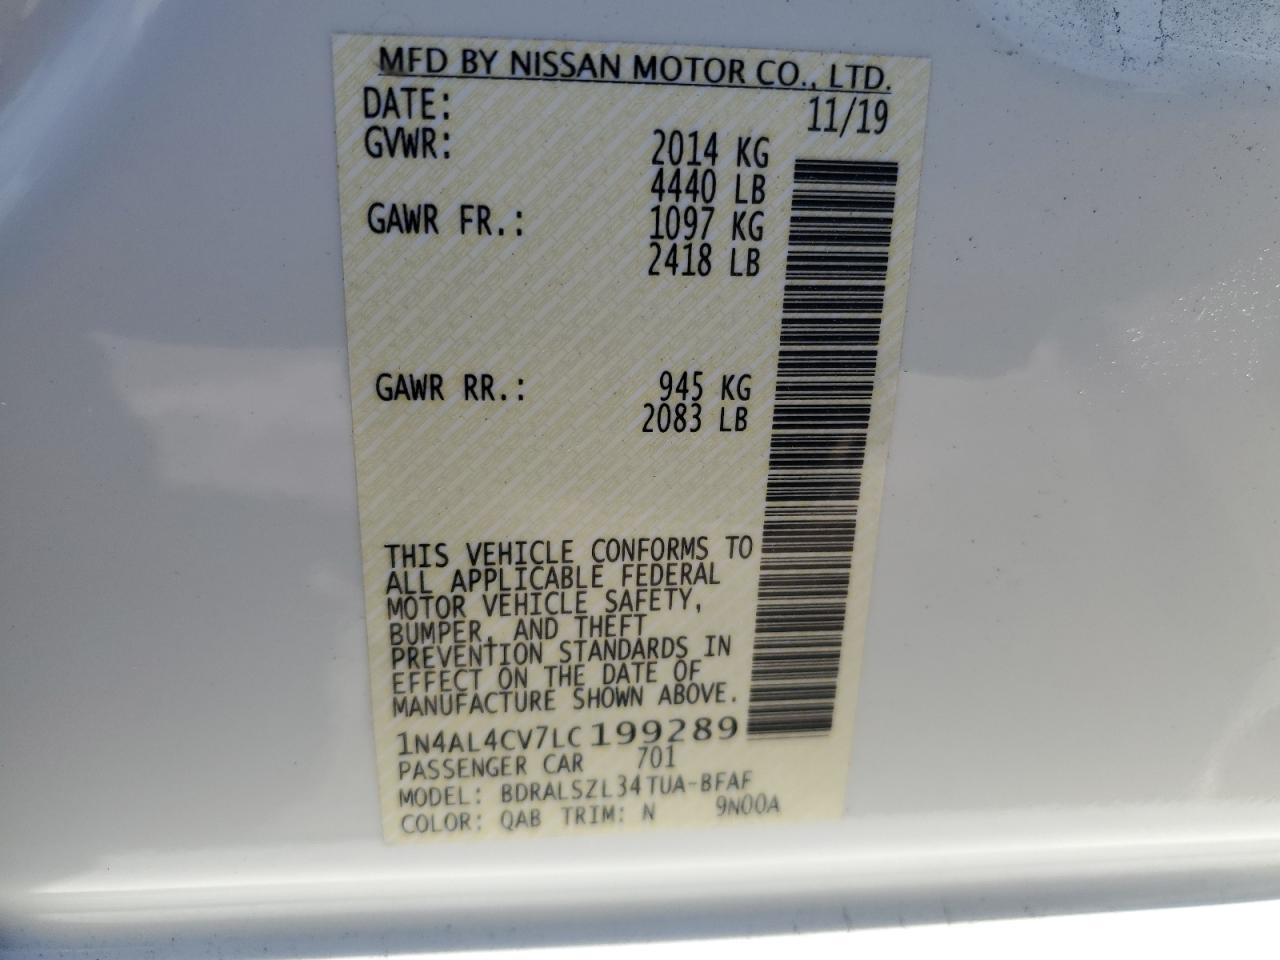 MFD BY NISSAN MOTOR CO., LTD.
DATE: 11/19
GVWR: 2014 KG
4440 LB
GAWR FR.: 1097 KG
2418 LB
GAWR RR.: 945 KG
2083 LB
THIS VEHICLE CONFORMS TO
ALL APPLICABLE FEDERAL
MOTOR VEHICLE SAFETY,
BUMPER, AND THEFT
PREVENTION STANDARDS IN
EFFECT ON THE DATE OF
MANUFACTURE SHOWN ABOVE.
1N4AL4CV7LC199289
PASSENGER CAR 701
MODEL: BDRALSZL34TUA-BFAF
COLOR: QAB TRIM: N 9N00A